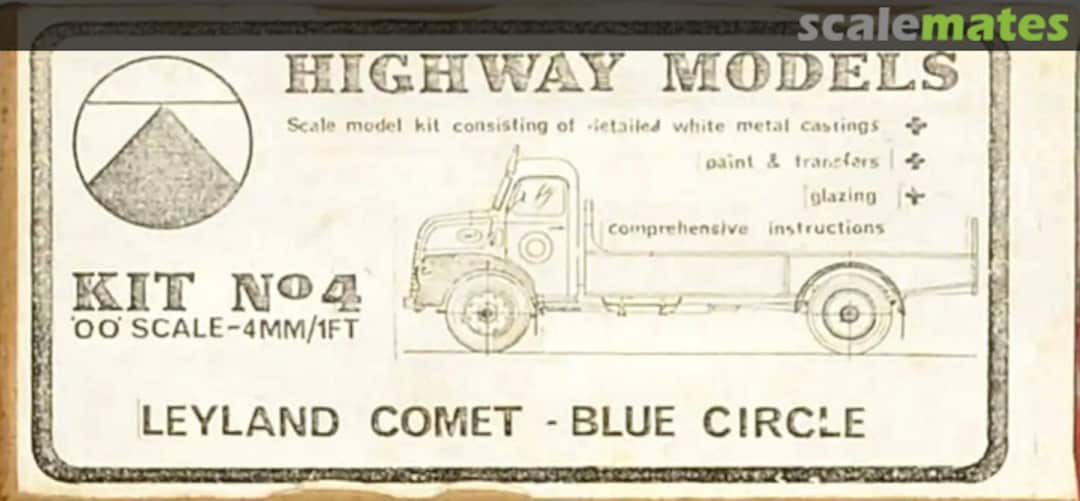 scalemates
HIGHWAY MODELS
Scale model kit consisting of detailed white metal castings +
paint & transfers +
glazing +
comprehensive instructions
KIT Nº4
'OO' SCALE-4MM/1FT
LEYLAND COMET - BLUE CIRCLE